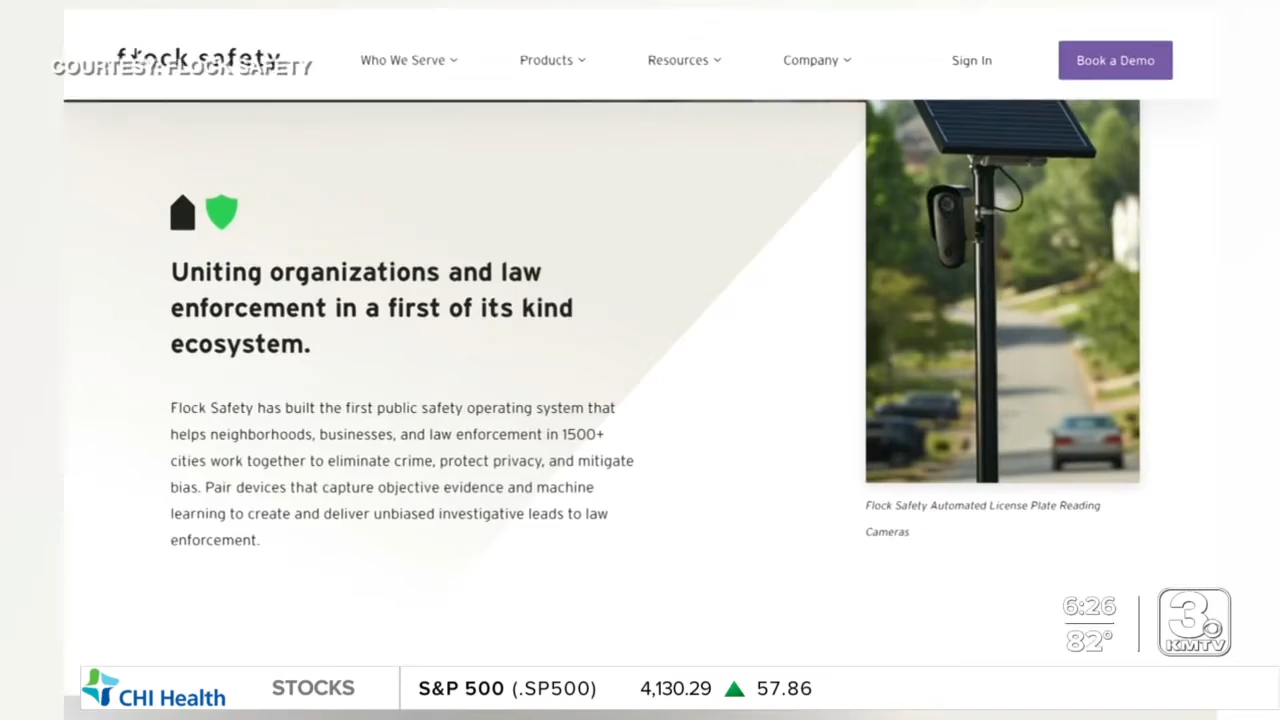 flock safety
COURTESY: FLOCK SAFETY
Who We Serve
Products
Resources
Company
Sign In
Book a Demo
Uniting organizations and law
enforcement in a first of its kind
ecosystem.
Flock Safety has built the first public safety operating system that
helps neighborhoods, businesses, and law enforcement in 1500+
cities work together to eliminate crime, protect privacy, and mitigate
bias. Pair devices that capture objective evidence and machine
learning to create and deliver unbiased investigative leads to law
enforcement.
Flock Safety Automated License Plate Reading
Cameras
6:26
82°
3
KMTV
CHI Health
STOCKS
S&P 500 (.SP500)
4,130.29 ▲ 57.86